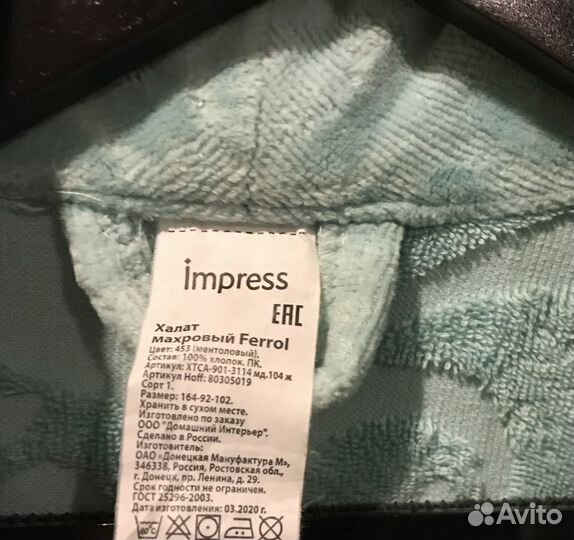 impress
EAC
Халат
махровый Ferrol
Цвет: 453 (ментоловый).
Состав: 100% хлопок. ПК.
Артикул: ХТСА-901-3114 мд.104 ж
Артикул Hoff: 80305019
Сорт 1.
Размер: 164-92-102.
Хранить в сухом месте.
Изготовлено по заказу
ООО "Домашний Интерьер".
Сделано в России.
Изготовитель:
ОАО «Донецкая Мануфактура М»,
346338, Россия, Ростовская обл.,
г. Донецк, пр. Ленина, д. 29.
Срок годности не ограничен.
ГОСТ 25296-2003.
Дата изготовления: 03.2020 г.
60°C
Avito